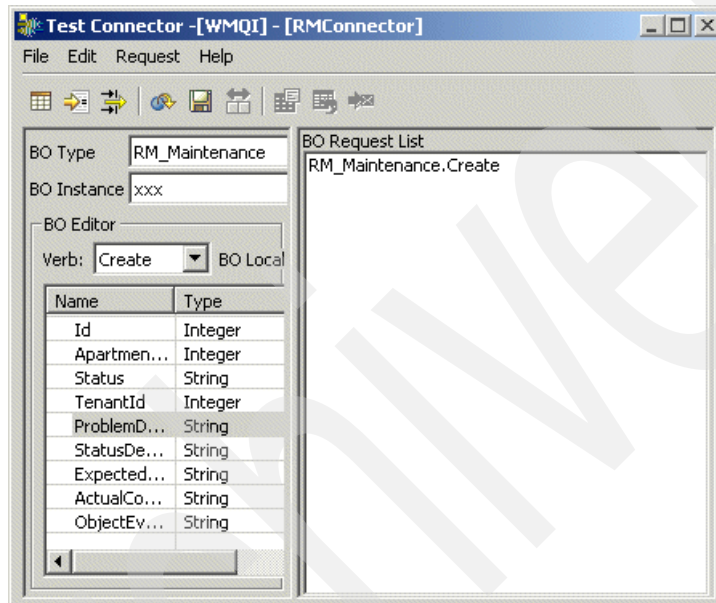 Test Connector -[WMQI] - [RMConnector]
File Edit Request Help
BO Type RM_Maintenance
BO Instance xxx
BO Editor
Verb: Create BO Local
Name Type
Id Integer
Apartmen... Integer
Status String
TenantId Integer
ProblemD... String
StatusDe... String
Expected... String
ActualCo... String
ObjectEv... String
BO Request List
RM_Maintenance.Create